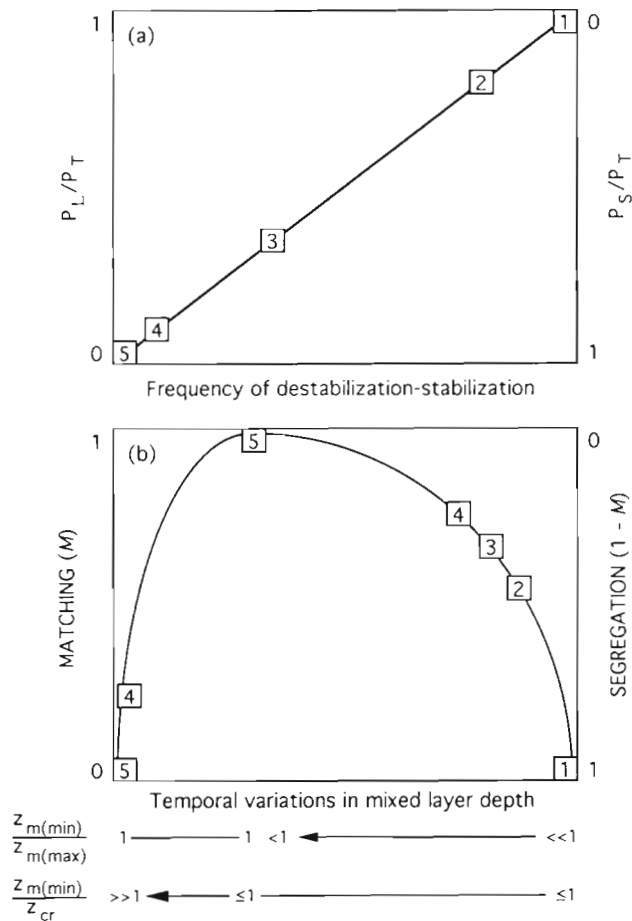 1 (a) 1 0
2
P_L/P_T 3 P_S/P_T
4
0 5 1
Frequency of destabilization-stabilization
1 (b) 5 0
4
3
2
MATCHING (M) SEGREGATION (1 - M)
4
0 5 1 1
Temporal variations in mixed layer depth
z_m(min)/z_m(max) 1 1 <1 <<1
z_m(min)/z_cr >>1 ≤1 ≤1